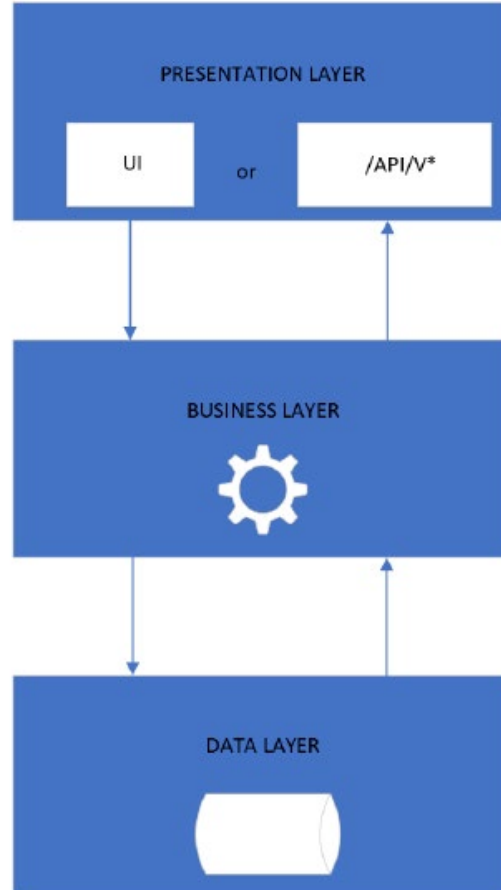 PRESENTATION LAYER
UI or /API/V*
BUSINESS LAYER
DATA LAYER